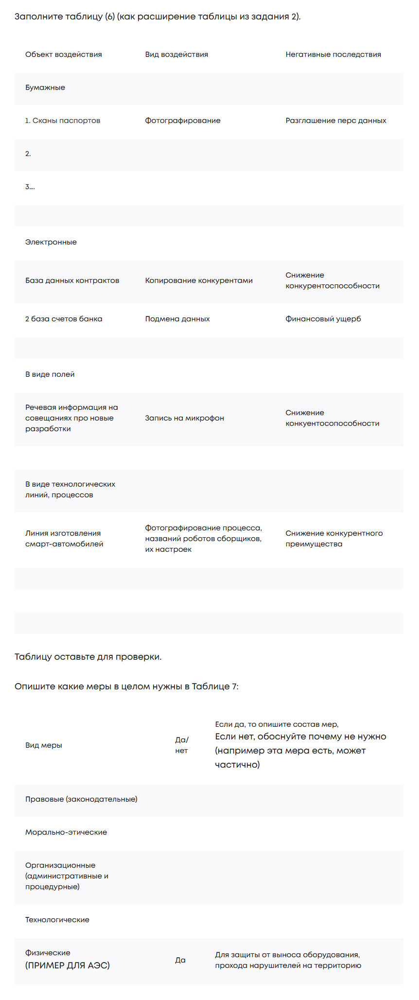 Заполните таблицу (6) (как расширение таблицы из задания 2).
Объект воздействия
Вид воздействия
Негативные последствия
Бумажные
1. Сканы паспортов
Фотографирование
Разглашение перс данных
2.
3....
Электронные
База данных контрактов
Копирование конкурентами
Снижение
конкурентоспособности
2 база счетов банка
Подмена данных
Финансовый ущерб
В виде полей
Речевая информация на
совещаниях про новые
разработки
Запись на микрофон
Снижение
конкуентосопособности
В виде технологических
линий, процессов
Линия изготовления
смарт-автомобилей
Фотографирование процесса,
названий роботов сборщиков,
их настроек
Снижение конкурентного
преимущества
Таблицу оставьте для проверки.
Опишите какие меры в целом нужны в Таблице 7:
Вид меры
Да/
нет
Если да, то опишите состав мер,
Если нет, обоснуйте почему не нужно
(например эта мера есть, может
частично)
Правовые (законодательные)
Морально-этические
Организационные
(административные и
процедурные)
Технологические
Физические
(ПРИМЕР ДЛЯ АЭС)
Да
Для защиты от выноса оборудования,
прохода нарушителей на территорию